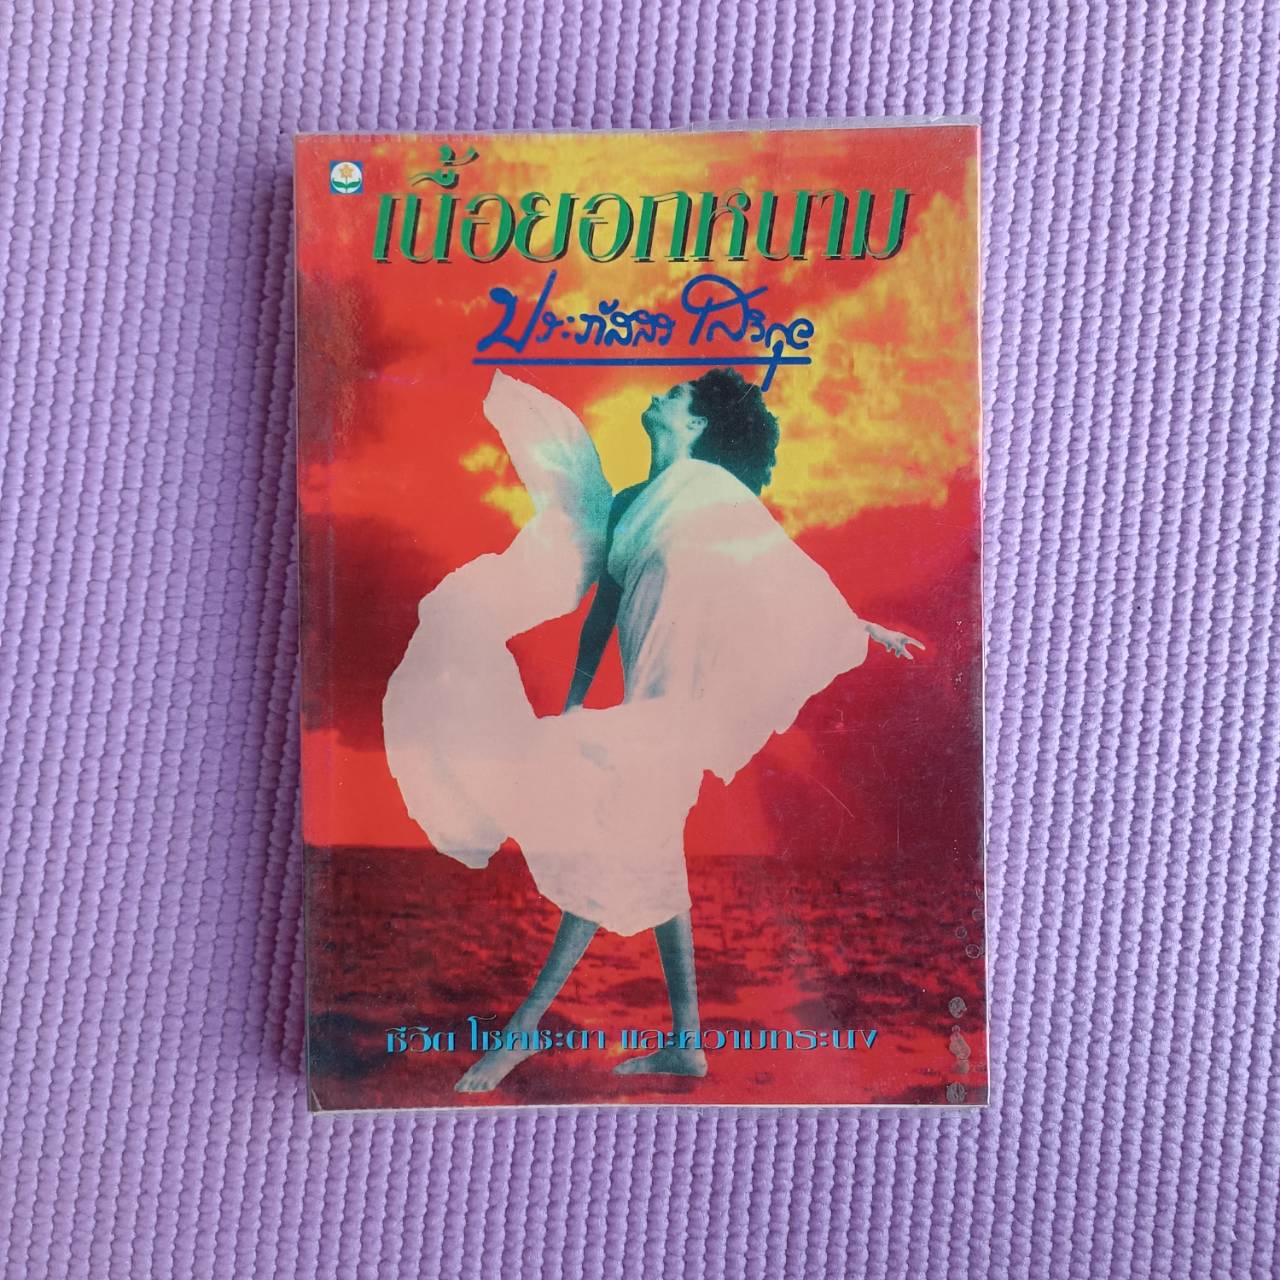 เนื้อยอกหนาม
ประภัสสร เสวิกุล
ชีวิต โชคชะตา และความทระนง